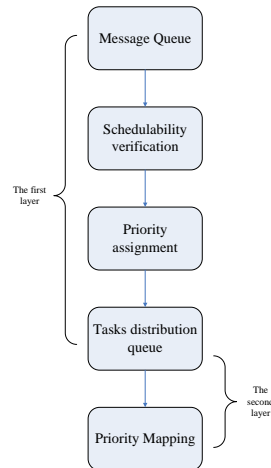 Message Queue
Schedulability
verification
The first
layer
Priority
assignment
Tasks distribution
queue
The
second
layer
Priority Mapping